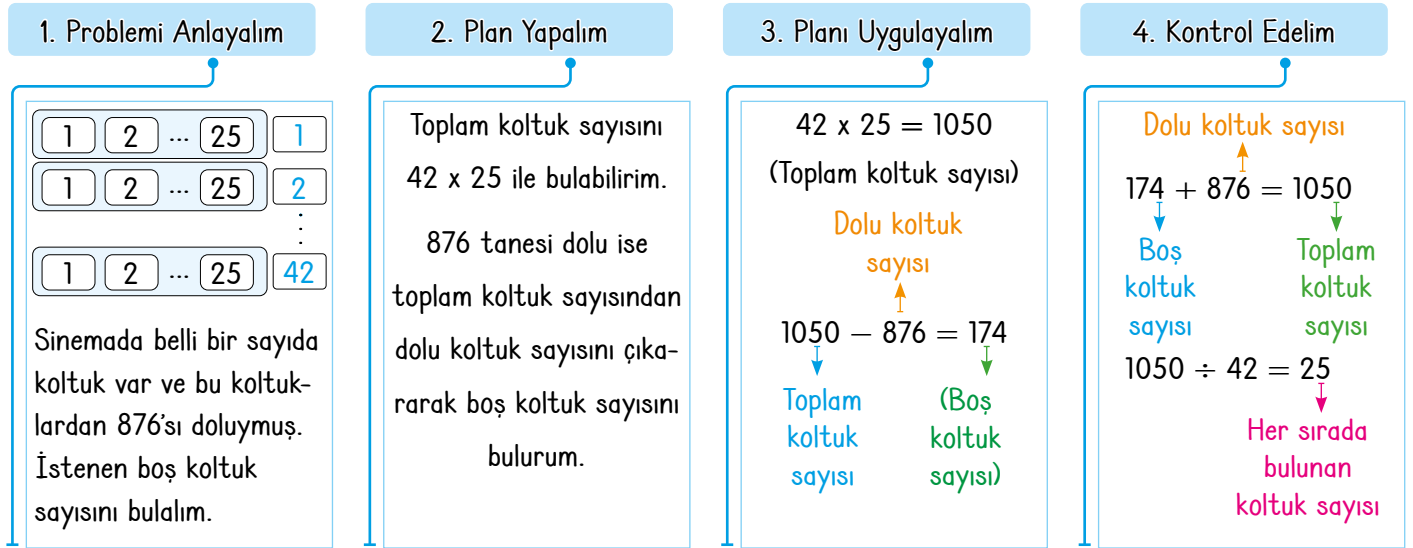 1. Problemi Anlayalım
1 2 ... 25 1
1 2 ... 25 2
1 2 ... 25 42
Sinemada belli bir sayıda
koltuk var ve bu koltuk-
lardan 876'sı doluymuş.
İstenen boş koltuk
sayısını bulalım.
2. Plan Yapalım
Toplam koltuk sayısını
42 x 25 ile bulabilirim.
876 tanesi dolu ise
toplam koltuk sayısından
dolu koltuk sayısını çıka-
rarak boş koltuk sayısını
bulurum.
3. Planı Uygulayalım
42 x 25 = 1050
(Toplam koltuk sayısı)
Dolu koltuk
sayısı
1050 − 876 = 174
Toplam
koltuk
sayısı
(Boş
koltuk
sayısı)
4. Kontrol Edelim
Dolu koltuk sayısı
174 + 876 = 1050
Boş
koltuk
sayısı
Toplam
koltuk
sayısı
1050 ÷ 42 = 25
Her sırada
bulunan
koltuk sayısı